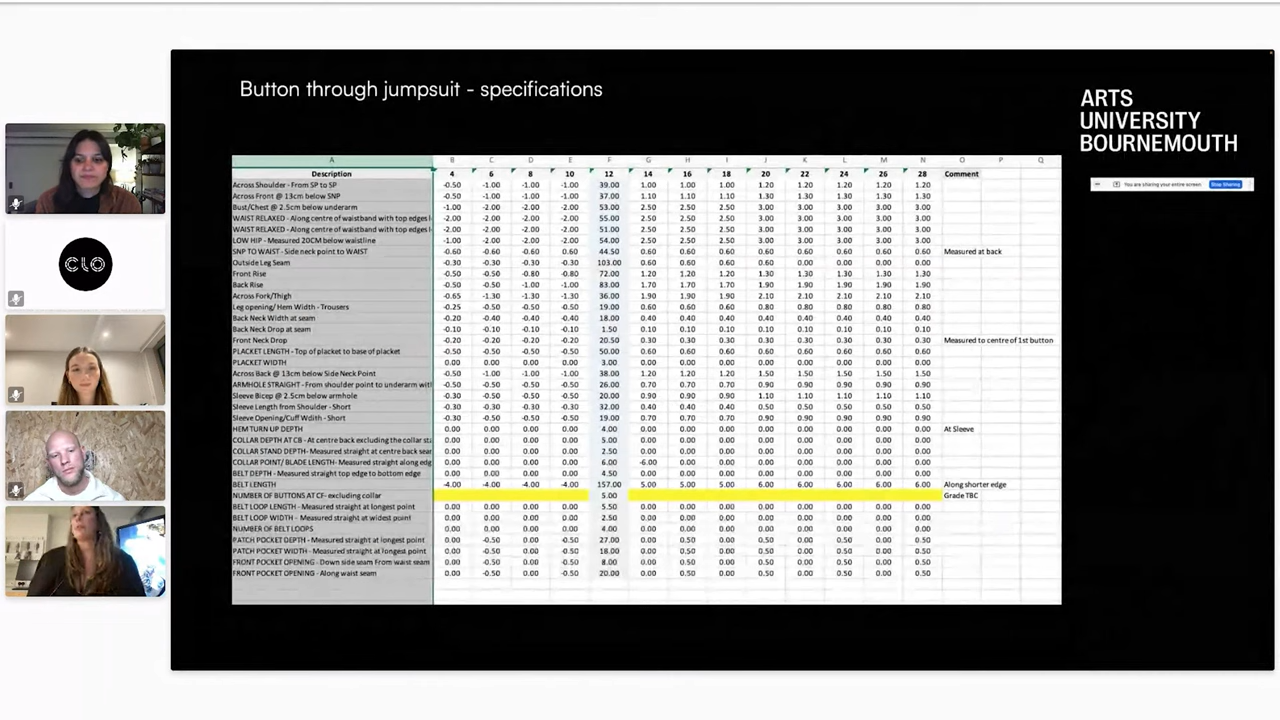 Button through jumpsuit - specifications
ARTS
UNIVERSITY
BOURNEMOUTH
You are sharing your entire screen Stop Sharing
CLO
A B C D E F G H I J K L M N O P Q
Description 4 6 8 10 12 14 16 18 20 22 24 26 28 Comment
Across Shoulder - From SP to SP -0.50 -1.00 -1.00 -1.00 39.00 1.00 1.00 1.00 1.20 1.20 1.20 1.20 1.20
Across Front @ 13cm below SNP -0.50 -1.00 -1.00 -1.00 37.00 1.10 1.10 1.10 1.30 1.30 1.30 1.30 1.30
Bust/Chest @ 2.5cm below underarm -1.00 -2.00 -2.00 -2.00 53.00 2.50 2.50 2.50 3.00 3.00 3.00 3.00 3.00
WAIST RELAXED - Along centre of waistband with top edges -2.00 -2.00 -2.00 -2.00 55.00 2.50 2.50 2.50 3.00 3.00 3.00 3.00 3.00
WAIST RELAXED - Along centre of waistband with top edges -2.00 -2.00 -2.00 -2.00 51.00 2.50 2.50 2.50 3.00 3.00 3.00 3.00 3.00
LOW HIP - Measured 20CM below waistline -1.00 -2.00 -2.00 -2.00 54.00 2.50 2.50 2.50 3.00 3.00 3.00 3.00 3.00
SNP TO WAIST - Side neck point to WAIST -0.60 -0.60 -0.60 -0.60 44.50 0.60 0.60 0.60 0.60 0.60 0.60 0.60 0.60 Measured at back
Outside Leg Seam -0.30 -0.30 -0.30 -0.30 103.00 0.60 0.60 0.60 0.60 0.00 0.00 0.00 0.00
Front Rise -0.50 -0.50 -0.80 -0.80 72.00 1.20 1.20 1.20 1.30 1.30 1.30 1.30 1.30
Back Rise -0.50 -0.50 -1.00 -1.00 83.00 1.70 1.70 1.70 1.90 1.90 1.90 1.90 1.90
Across Fork/Thigh -0.65 -1.30 -1.30 -1.30 36.00 1.90 1.90 1.90 2.10 2.10 2.10 2.10 2.10
Leg opening/ Hem Width - Trousers -0.25 -0.50 -0.50 -0.50 19.00 0.60 0.60 0.60 0.80 0.80 0.80 0.80 0.80
Back Neck Width at seam -0.20 -0.40 -0.40 -0.40 18.00 0.40 0.40 0.40 0.40 0.40 0.40 0.40 0.40
Back Neck Drop at seam -0.10 -0.10 -0.10 -0.10 1.50 0.10 0.10 0.10 0.10 0.10 0.10 0.10 0.10
Front Neck Drop -0.20 -0.20 -0.20 -0.20 20.50 0.30 0.30 0.30 0.30 0.30 0.30 0.30 0.30 Measured to centre of 1st button
PLACKET LENGTH - Top of placket to base of placket -0.50 -0.50 -0.50 -0.50 50.00 0.60 0.60 0.60 0.60 0.60 0.60 0.60 0.60
PLACKET WIDTH 0.00 0.00 0.00 0.00 3.00 0.00 0.00 0.00 0.00 0.00 0.00 0.00 0.00
Across Back @ 13cm below Side Neck Point -0.50 -1.00 -1.00 -1.00 38.00 1.20 1.20 1.20 1.50 1.50 1.50 1.50 1.50
ARMHOLE STRAIGHT - From shoulder point to underarm -0.50 -0.50 -0.50 -0.50 26.00 0.70 0.70 0.70 0.90 0.90 0.90 0.90 0.90
Sleeve Bicep @ 2.5cm below armhole -0.30 -0.50 -0.50 -0.50 20.00 0.90 0.90 0.90 1.10 1.10 1.10 1.10 1.10
Sleeve Length from Shoulder - Short -0.30 -0.30 -0.30 -0.30 32.00 0.40 0.40 0.40 0.50 0.50 0.50 0.50 0.50
Sleeve Opening/Cuff Wdith - Short -0.30 -0.50 -0.50 -0.50 19.00 0.70 0.70 0.70 0.90 0.90 0.90 0.90 0.90
HEM TURN UP DEPTH 0.00 0.00 0.00 0.00 4.00 0.00 0.00 0.00 0.00 0.00 0.00 0.00 0.00 At Sleeve
COLLAR DEPTH AT CB - At centre back excluding the collar 0.00 0.00 0.00 0.00 5.00 0.00 0.00 0.00 0.00 0.00 0.00 0.00 0.00
COLLAR STAND DEPTH- Measured straight at centre back 0.00 0.00 0.00 0.00 2.50 0.00 0.00 0.00 0.00 0.00 0.00 0.00 0.00
COLLAR POINT/ BLADE LENGTH- Measured straight along edg 0.00 0.00 0.00 0.00 6.00 -6.00 0.00 0.00 0.00 0.00 0.00 0.00 0.00
BELT DEPTH - Measured straight top edge to bottom edge 0.00 0.00 0.00 0.00 4.50 0.00 0.00 0.00 0.00 0.00 0.00 0.00 0.00
BELT LENGTH -4.00 -4.00 -4.00 -4.00 157.00 5.00 5.00 5.00 6.00 6.00 6.00 6.00 6.00 Along shorter edge
NUMBER OF BUTTONS AT CF- excluding collar 5.00 Grade TBC
BELT LOOP LENGTH - Measured straight at longest point 0.00 0.00 0.00 0.00 5.50 0.00 0.00 0.00 0.00 0.00 0.00 0.00 0.00
BELT LOOP WIDTH - Measured straight at widest point 0.00 0.00 0.00 0.00 2.50 0.00 0.00 0.00 0.00 0.00 0.00 0.00 0.00
NUMBER OF BELT LOOPS 0.00 0.00 0.00 0.00 4.00 0.00 0.00 0.00 0.00 0.00 0.00 0.00 0.00
PATCH POCKET DEPTH - Measured straight at longest point 0.00 -0.50 0.00 -0.50 27.00 0.00 0.50 0.00 0.50 0.00 0.50 0.00 0.50
PATCH POCKET WIDTH - Measured straight at longest point 0.00 -0.50 0.00 -0.50 18.00 0.00 0.50 0.00 0.50 0.00 0.50 0.00 0.50
FRONT POCKET OPENING - Down side seam From waist seam 0.00 -0.50 0.00 -0.50 8.00 0.00 0.50 0.00 0.50 0.00 0.50 0.00 0.50
FRONT POCKET OPENING - Along waist seam 0.00 -0.50 0.00 -0.50 20.00 0.00 0.50 0.00 0.50 0.00 0.50 0.00 0.50